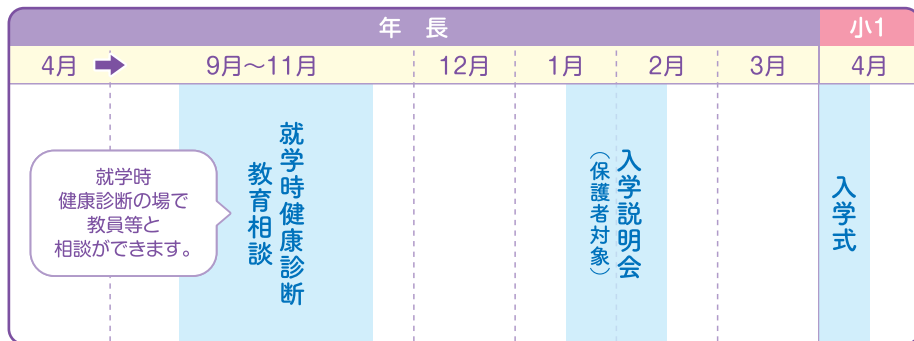 年 長
小1
4月
9月〜11月
12月
1月
2月
3月
4月
就学時
健康診断の場で
教員等と
相談ができます。
就学時健康診断
教育相談
入学説明会
（保護者対象）
入学式